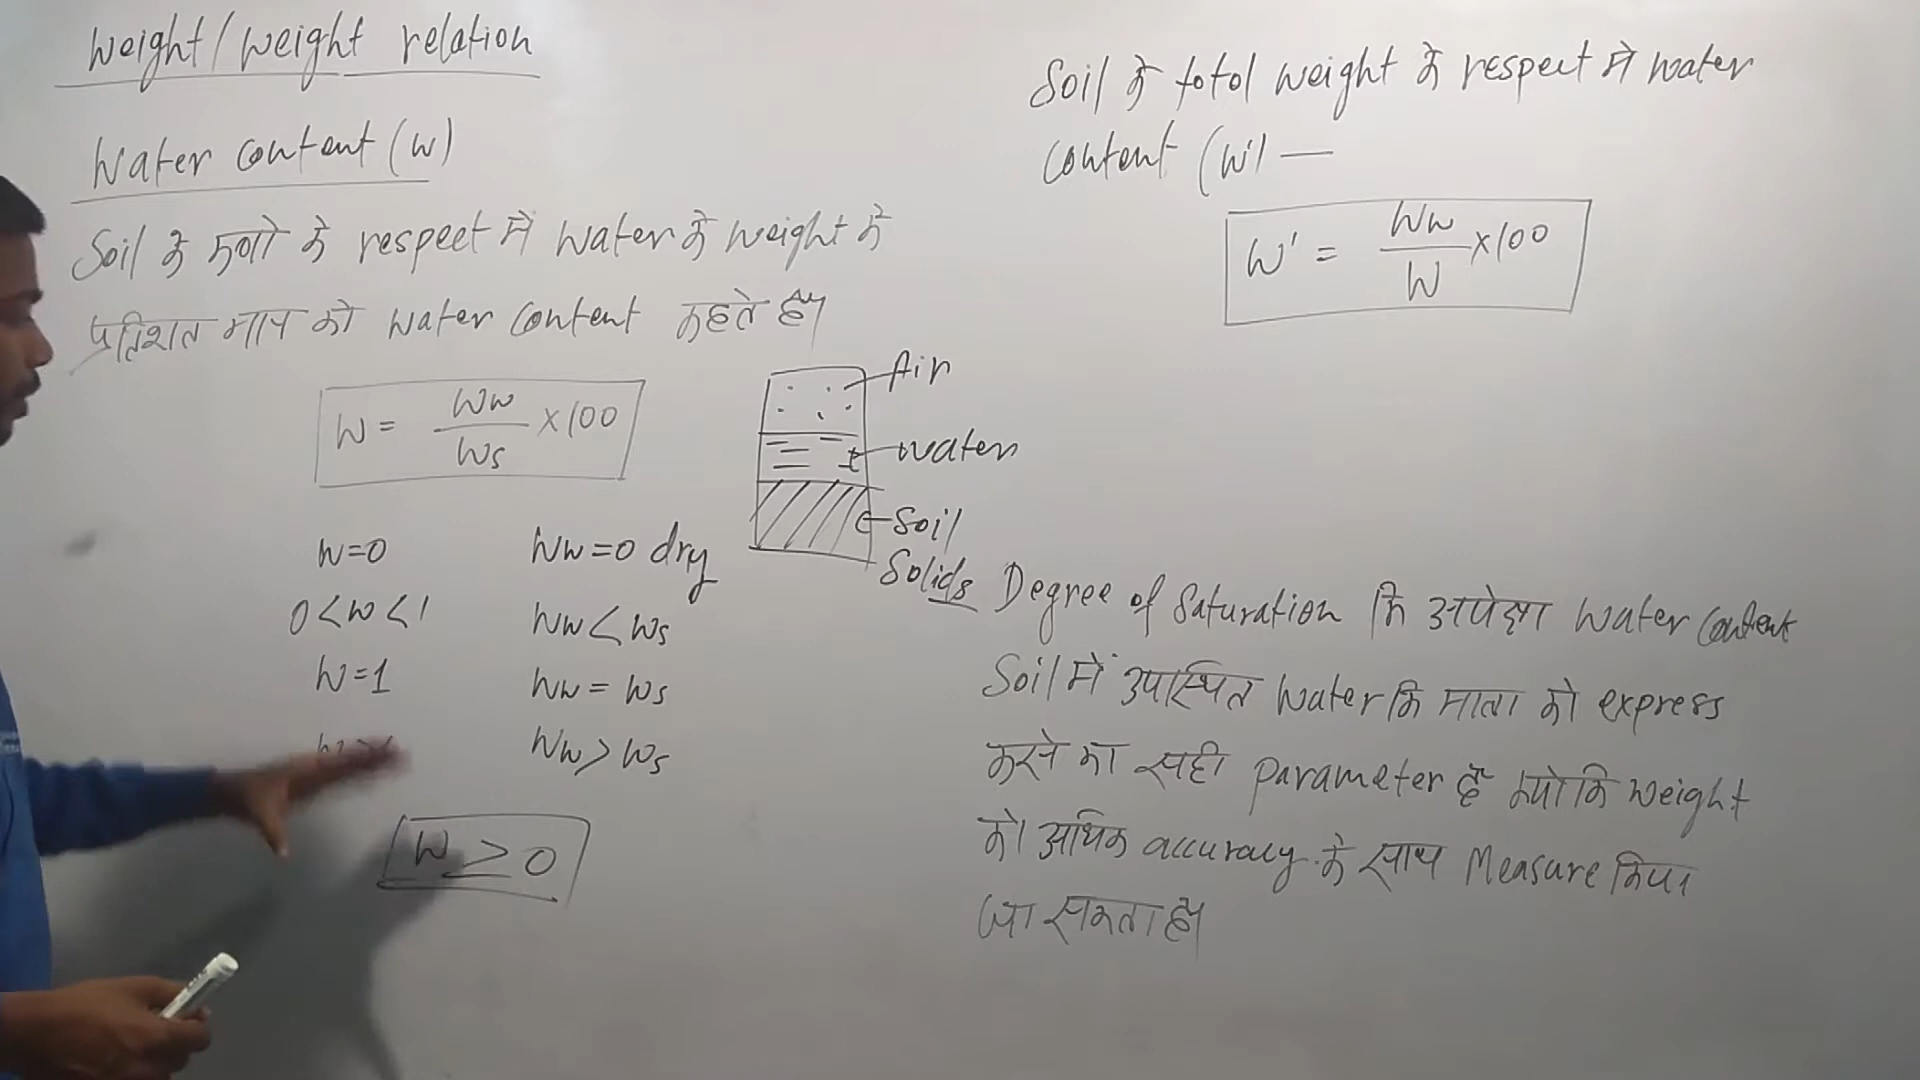 Weight/Weight relation
Water Content (w)
Soil के कणो के respect मे water के weight के
प्रतिशत मान को water content कहते है।
W = Ww/Ws × 100
Air
Water
Soil
Solids
W=0 Ww=0 dry
0<w<1 Ww<Ws
W=1 Ww = Ws
Ww > Ws
W ≥ 0
Soil के total weight के respect मे water
Content (w') —
W' = Ww/W × 100
Degree of Saturation कि अपेक्षा water Content
Soil में उपस्थित Water कि मात्रा को express
करने का सही parameter है क्योकि weight
को अधिक accuracy के साथ Measure किया
जा सकता है।